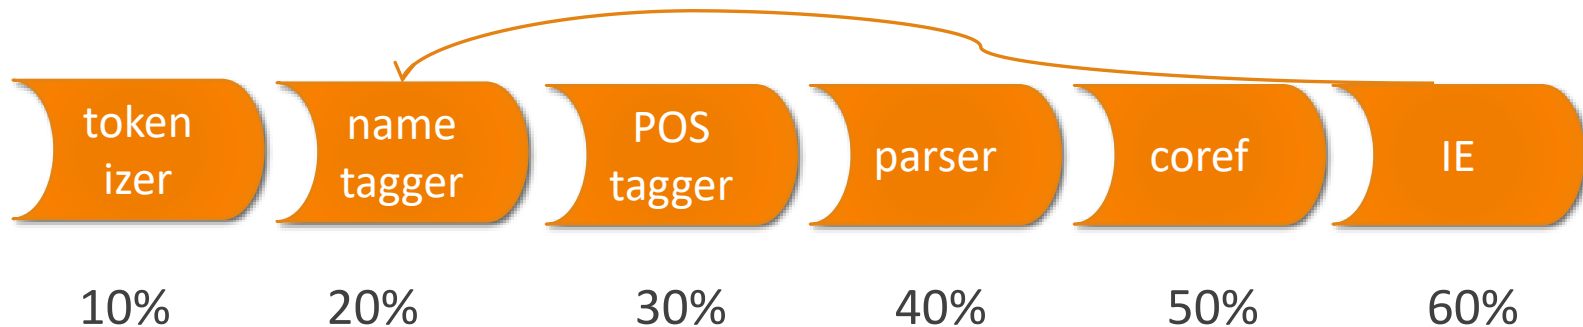 token
izer
name
tagger
POS
tagger
parser
coref
IE
10%
20%
30%
40%
50%
60%